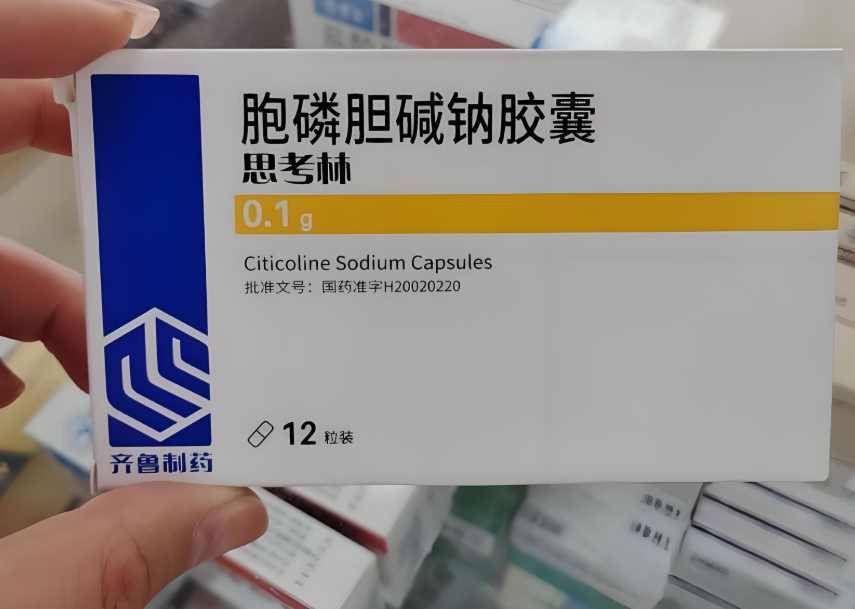 胞磷胆碱钠胶囊
思考林
0.1 g
Citicoline Sodium Capsules
批准文号：国药准字H20020220
12 粒装
齐鲁制药